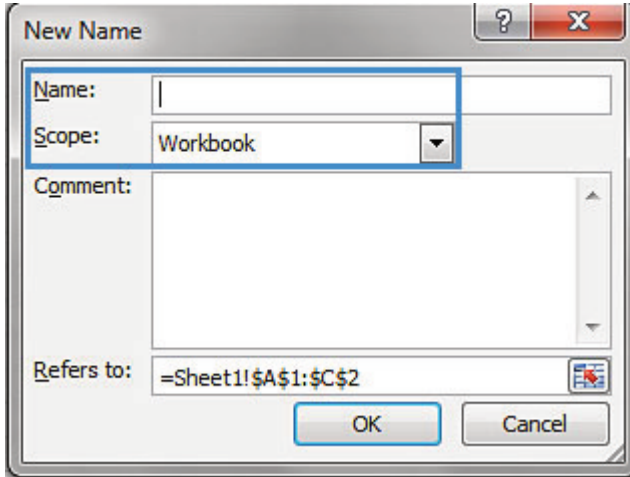 New Name
?
X
Name:
Scope: Workbook
Comment:
Refers to: =Sheet1!$A$1:$C$2
OK Cancel